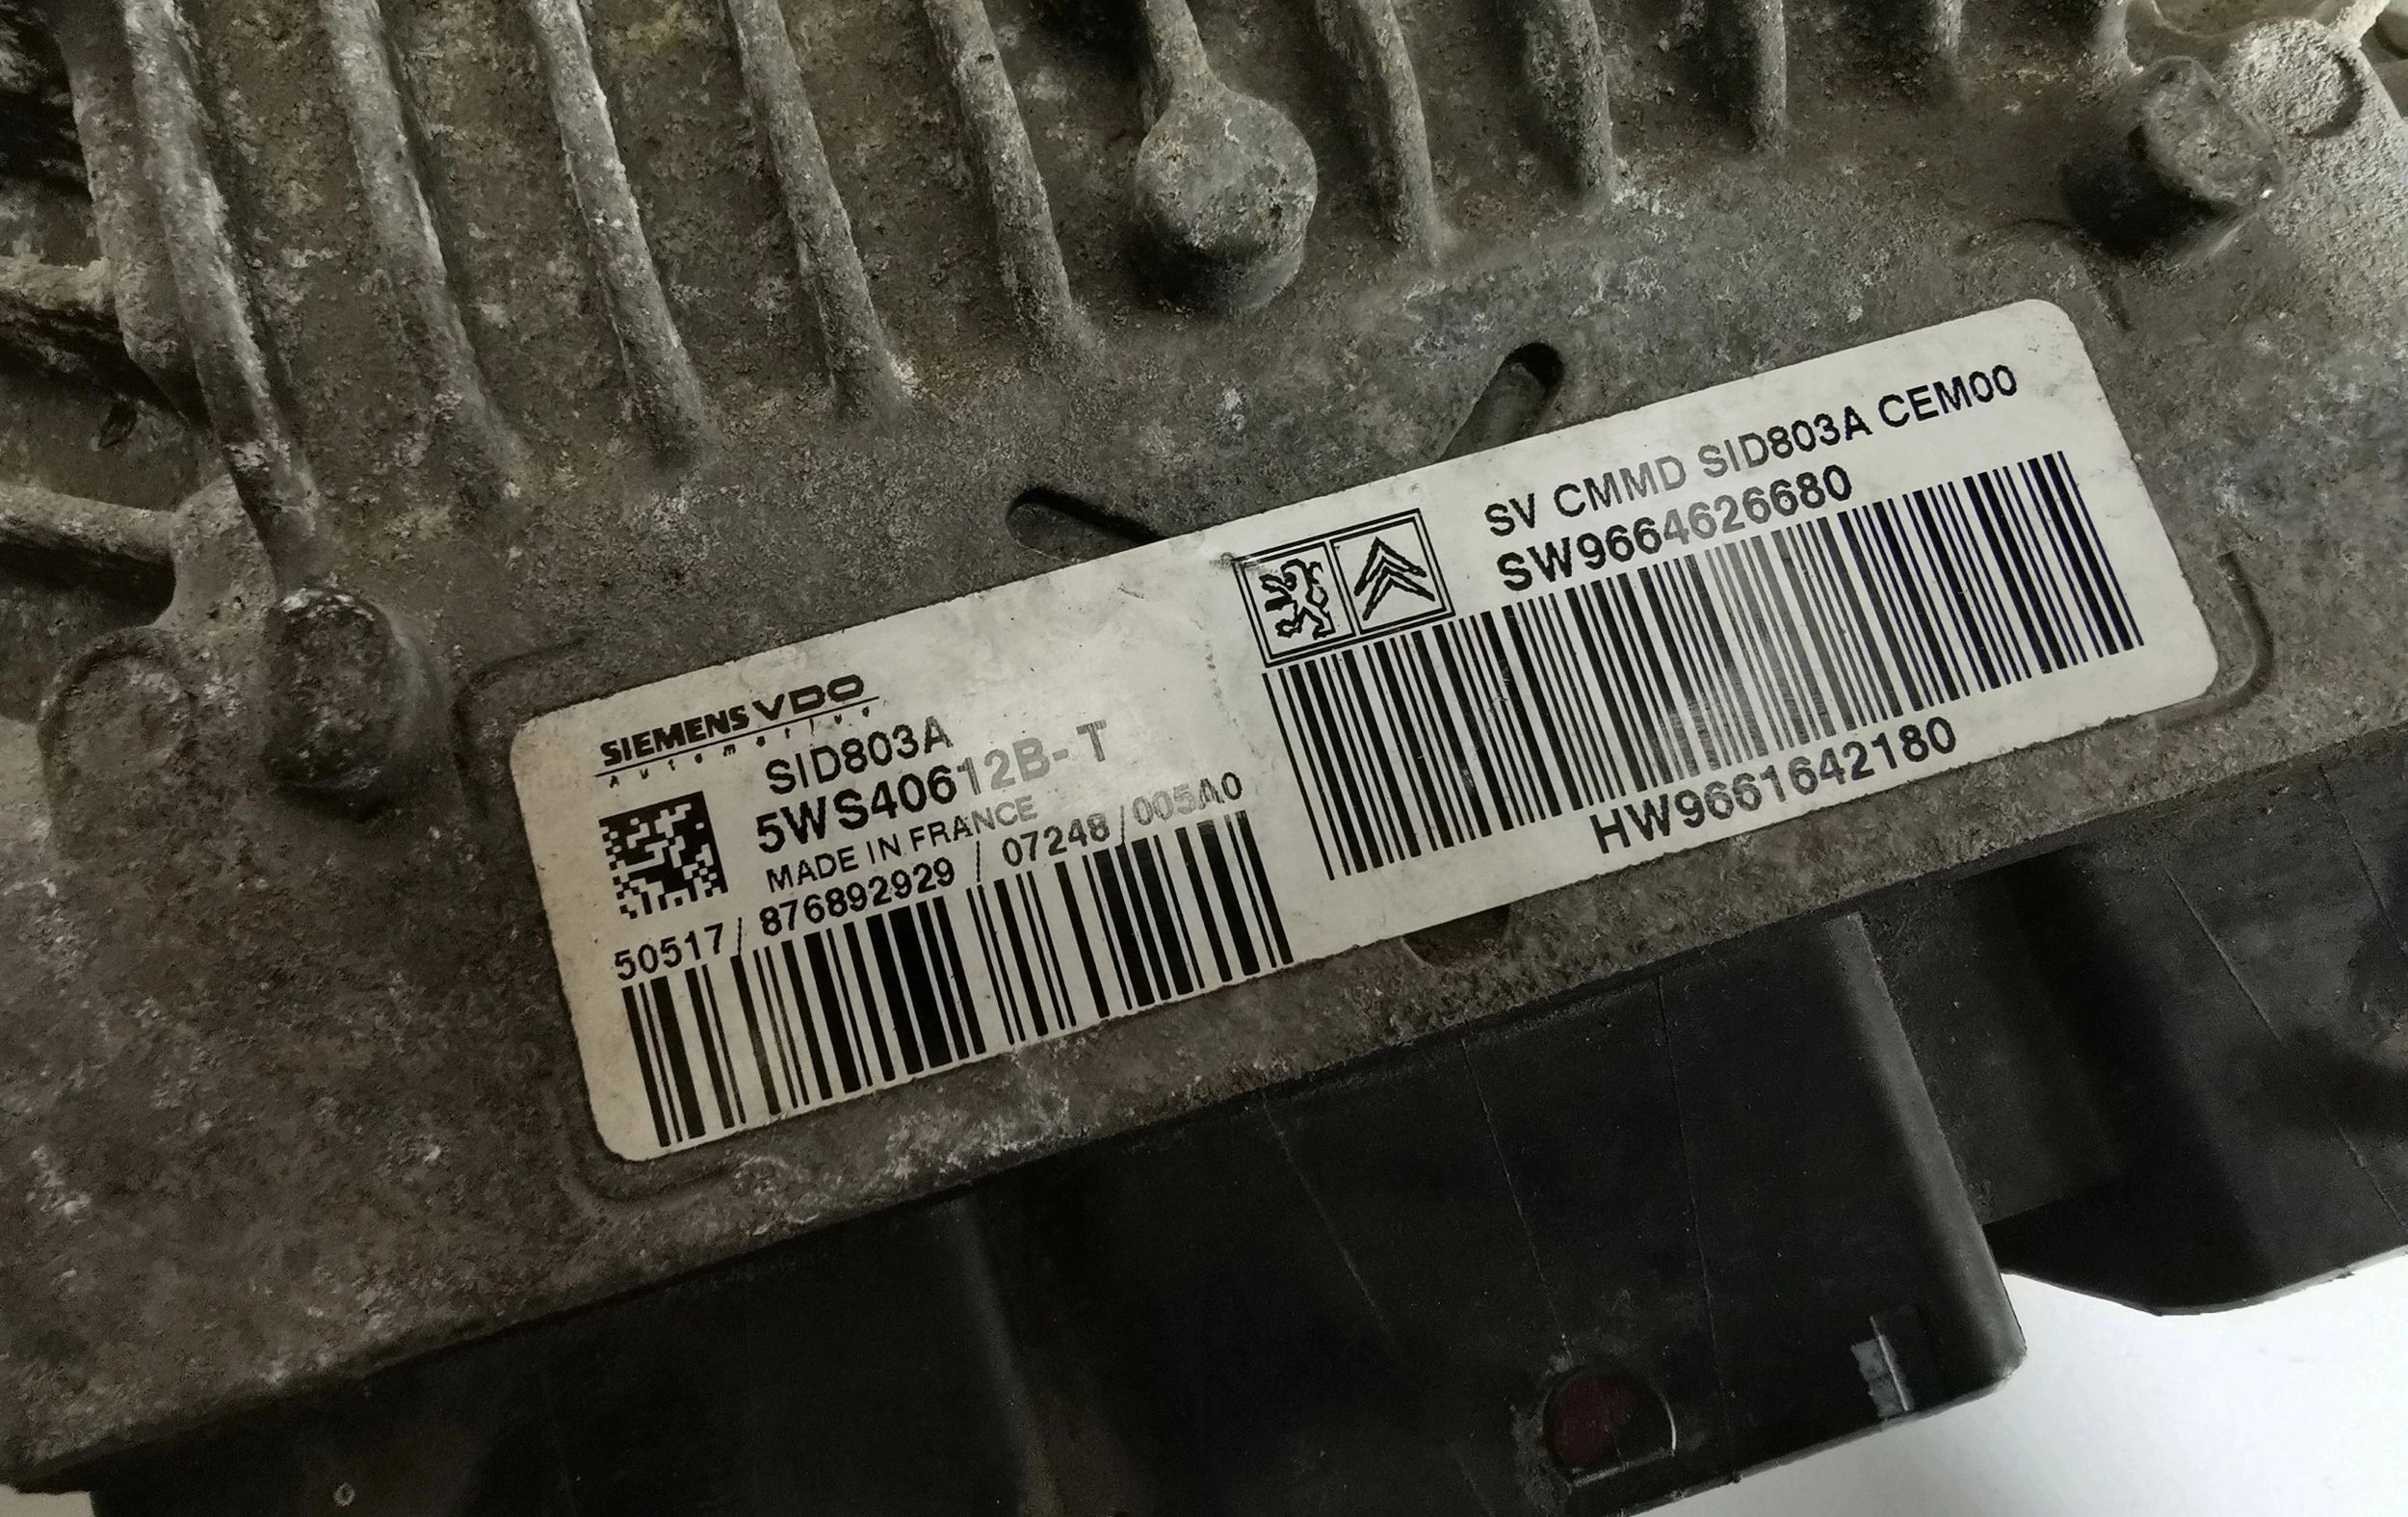 SIEMENS VDO
Automotive
SID803A
5WS40612B-T
MADE IN FRANCE
50517/ 876892929 / 07248 /005A0
SV CMMD SID803A CEM00
SW9664626680
HW9661642180